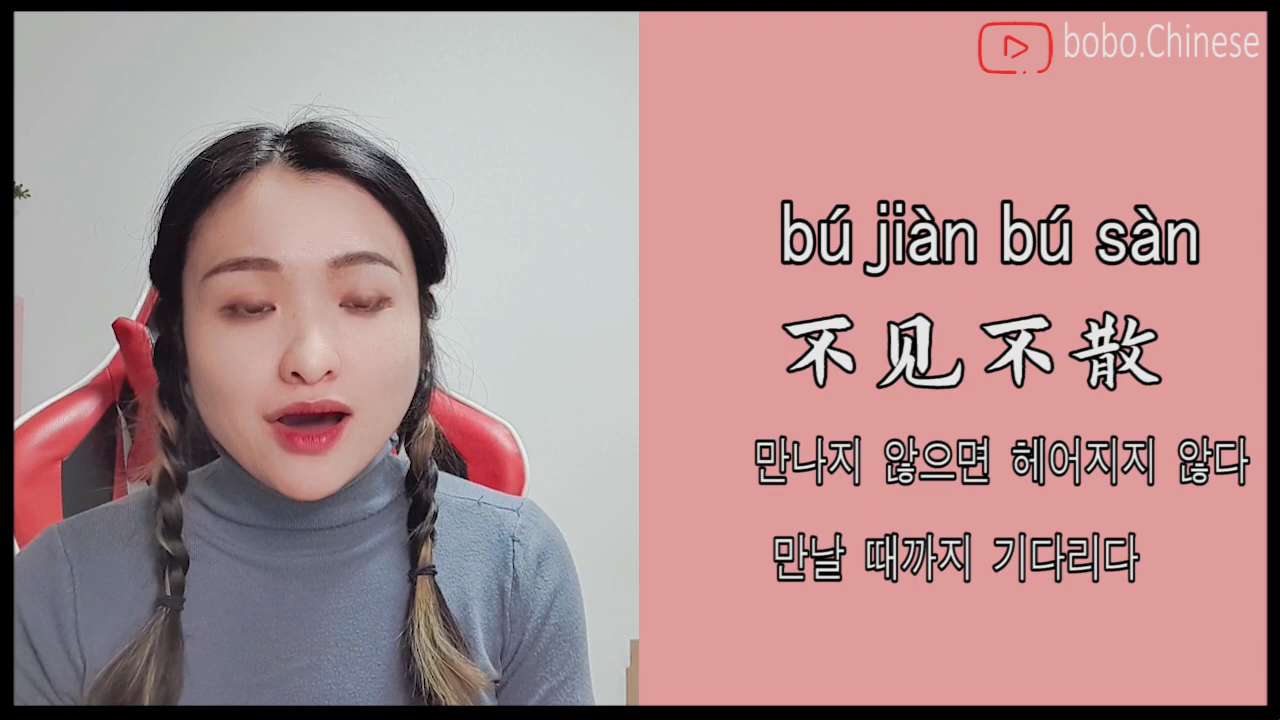 bobo.Chinese
bú jiàn bú sàn
不见不散
만나지 않으면 헤어지지 않다
만날 때까지 기다리다